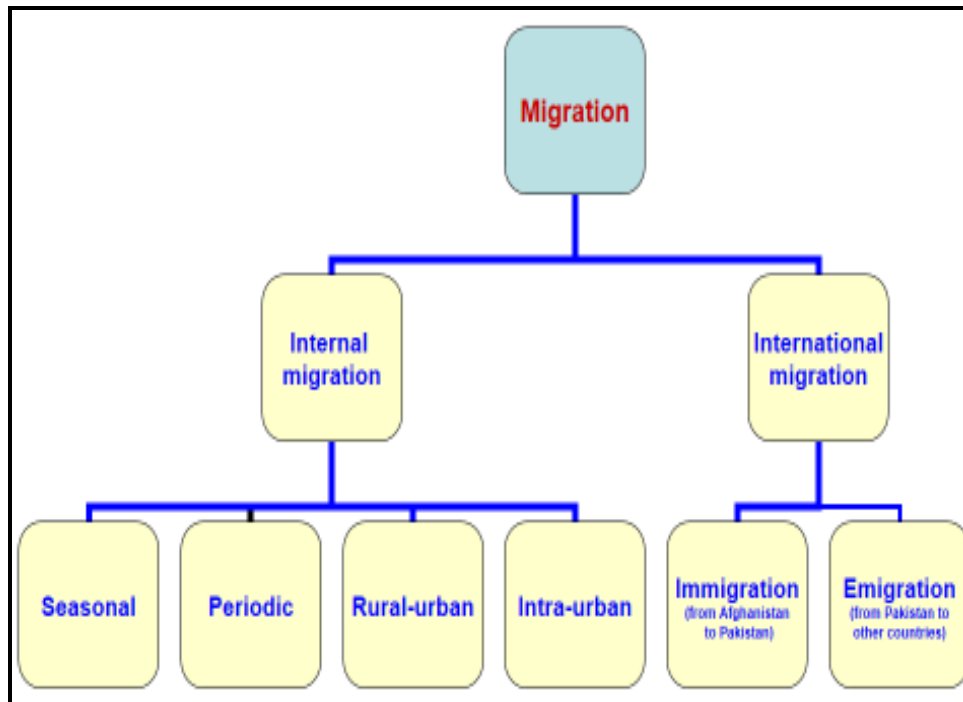 Migration
Internal
migration
International
migration
Seasonal
Periodic
Rural-urban
Intra-urban
Immigration
(from Afghanistan
to Pakistan)
Emigration
(from Pakistan to
other countries)